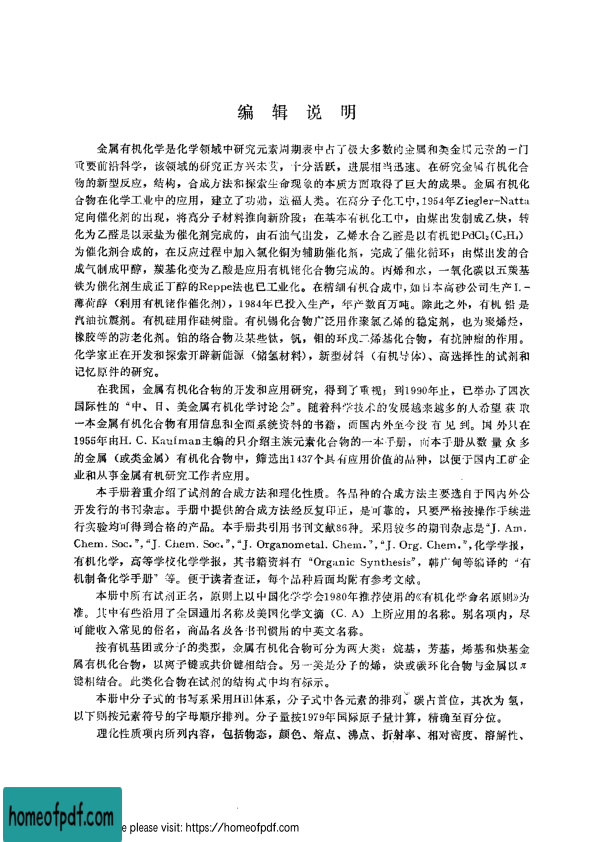 编辑说明
金属有机化学是化学领域中研究元素周期表中占了极大多数的金属和类金属元素的一门
重要前沿科学，该领域的研究正方兴未艾，十分活跃，进展相当迅速。在研究金属有机化合
物的新型反应，结构，合成方法和探索生命现象的本质方面取得了巨大的成果。金属有机化
合物在化学工业中的应用，建立了功勋，造福人类。在高分子化工中，1954年Ziegler-Natta
定向催化剂的出现，将高分子材料推向新阶段；在基本有机化工中，由煤出发制成乙炔，转
化为乙醛是以汞盐为催化剂完成的，由石油气出发，乙烯水合乙醛是以有机钯PdCl₂(C₂H₄)
为催化剂合成的，在反应过程中加入氯化铜为辅助催化剂，完成了催化循环；由煤出发的合
成气制成甲醇，羰基化变为乙酸是应用有机铑化合物完成的。丙烯和水，一氧化碳以五羰基
铁为催化剂生成正丁醇的Reppe法也已工业化。在精细有机合成中，如日本高砂公司生产L-
薄荷醇（利用有机铑作催化剂），1984年已投入生产，年产数百万吨。除此之外，有机铅是
汽油抗震剂。有机硅用作硅树脂。有机锡化合物广泛用作聚氯乙烯的稳定剂，也为聚烯烃，
橡胶等的防老化剂。铂的络合物及某些钛，钒，钼的环戊二烯基化合物，有抗肿瘤的作用。
化学家正在开发和探索开辟新能源（储氢材料），新型材料（有机导体）、高选择性的试剂和
记忆原件的研究。
在我国，金属有机化合物的开发和应用研究，得到了重视；到1990年止，已举办了四次
国际性的“中、日、美金属有机化学讨论会”。随着科学技术的发展越来越多的人希望获取
一本金属有机化合物有用信息和全面系统资料的书籍，而国内外至今没有见到。国外只在
1955年由H. C. Kaufman主编的只介绍主族元素化合物的一本手册，而本手册从数量众多
的金属（或类金属）有机化合物中，筛选出1437个具有应用价值的品种，以便于国内工矿企
业和从事金属有机研究工作者应用。
本手册着重介绍了试剂的合成方法和理化性质。各品种的合成方法主要选自于国内外公
开发行的书刊杂志。手册中提供的合成方法经反复印正，是可靠的，只要严格按操作手续进
行实验均可得到合格的产品。本手册共引用书刊文献86种。采用较多的期刊杂志是“J. Am.
Chem. Soc.”,“J. Chem. Soc.”,“J. Organometal. Chem.”,“J. Org. Chem.”,化学学报，
有机化学，高等学校化学学报，其书籍资料有“Organic Synthesis”，韩广甸等编译的“有
机制备化学手册”等。便于读者查证，每个品种后面均附有参考文献。
本册中所有试剂正名，原则上以中国化学学会1980年推荐使用的《有机化学命名原则》为
准。其中有些沿用了全国通用名称及美国化学文摘（C. A）上所应用的名称。别名项内，尽
可能收入常见的俗名，商品名及各书刊惯用的中英文名称。
按有机基团或分子的类型，金属有机化合物可分为两大类：烷基，芳基，烯基和炔基金
属有机化合物，以离子键或共价键相结合。另一类是分子的烯，炔或碳环化合物与金属以π
键相结合。此类化合物在试剂的结构式中均有标示。
本册中分子式的书写系采用Hill体系，分子式中各元素的排列，碳占首位，其次为氢，
以下则按元素符号的字母顺序排列。分子量按1979年国际原子量计算，精确至百分位。
理化性质项内所列内容，包括物态，颜色、熔点、沸点、折射率、相对密度、溶解性、
homeofpdf.com
e please visit: https://homeofpdf.com